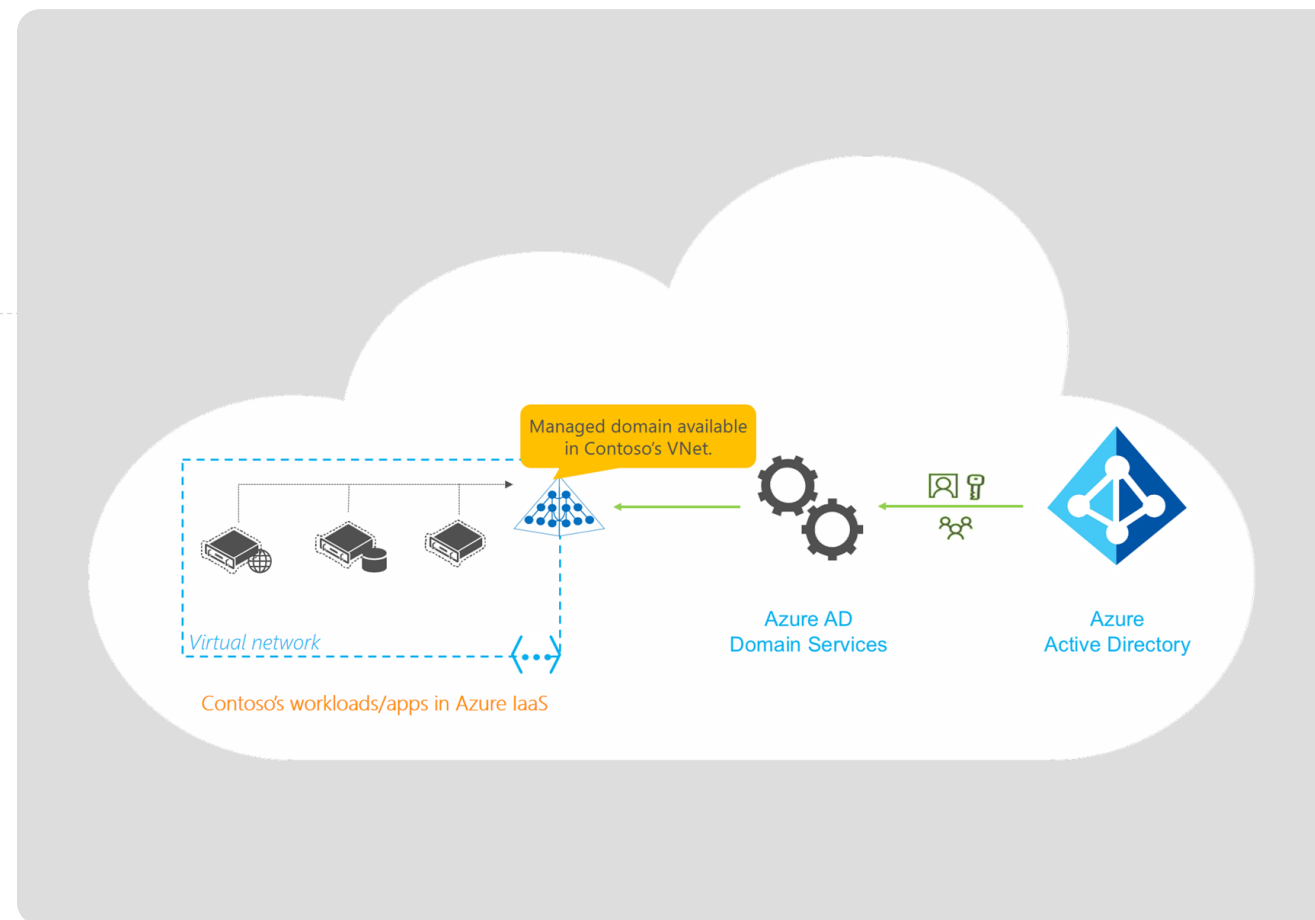 Managed domain available
in Contoso's VNet.
Virtual network
Contoso's workloads/apps in Azure IaaS
Azure AD
Domain Services
Azure
Active Directory